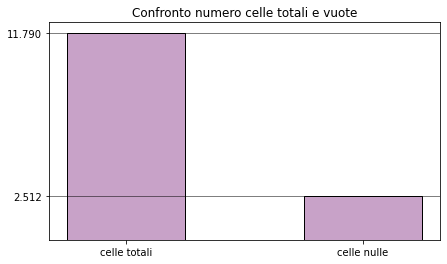 Confronto numero celle totali e vuote
11.790
2.512
celle totali
celle nulle